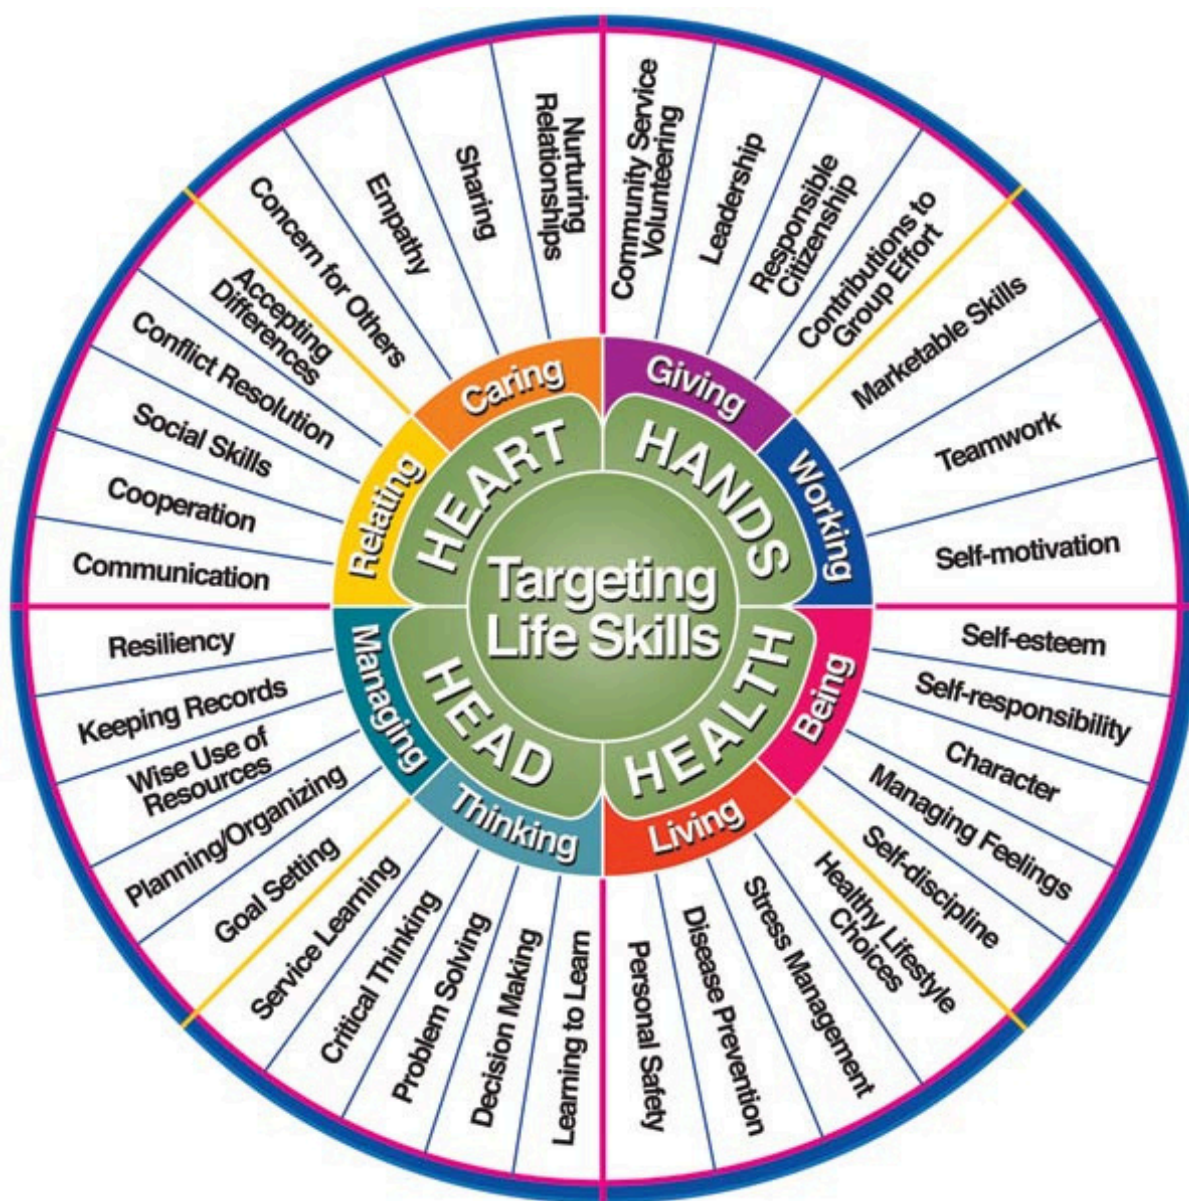 Targeting
Life Skills
HEART
HANDS
HEALTH
HEAD
Caring
Giving
Working
Being
Living
Thinking
Managing
Relating
Concern for Others
Empathy
Sharing
Nurturing
Relationships
Community Service
Volunteering
Leadership
Responsible
Citizenship
Contributions to
Group Effort
Marketable Skills
Teamwork
Self-motivation
Self-esteem
Self-responsibility
Character
Managing Feelings
Self-discipline
Healthy Lifestyle
Choices
Stress Management
Disease Prevention
Personal Safety
Learning to Learn
Decision Making
Problem Solving
Critical Thinking
Service Learning
Goal Setting
Planning/Organizing
Wise Use of
Resources
Keeping Records
Resiliency
Communication
Cooperation
Social Skills
Conflict Resolution
Accepting
Differences